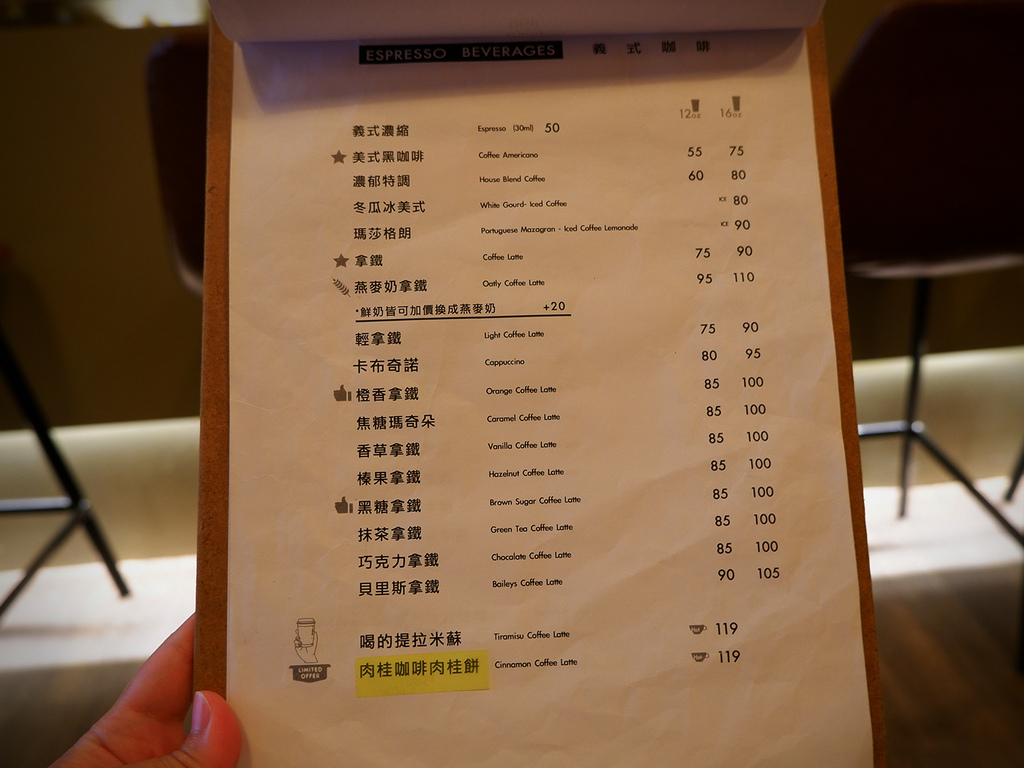 ESPRESSO BEVERAGES 義式咖啡
12oz 16oz
義式濃縮 Espresso (30ml) 50
美式黑咖啡 Coffee Americano 55 75
濃郁特調 House Blend Coffee 60 80
冬瓜冰美式 White Gourd- Iced Coffee ICE 80
瑪莎格朗 Portuguese Mazagran - Iced Coffee Lemonade ICE 90
拿鐵 Coffee Latte 75 90
燕麥奶拿鐵 Oatly Coffee Latte 95 110
*鮮奶皆可加價換成燕麥奶 +20
輕拿鐵 Light Coffee Latte 75 90
卡布奇諾 Cappuccino 80 95
橙香拿鐵 Orange Coffee Latte 85 100
焦糖瑪奇朵 Caramel Coffee Latte 85 100
香草拿鐵 Vanilla Coffee Latte 85 100
榛果拿鐵 Hazelnut Coffee Latte 85 100
黑糖拿鐵 Brown Sugar Coffee Latte 85 100
抹茶拿鐵 Green Tea Coffee Latte 85 100
巧克力拿鐵 Chocalate Coffee Latte 85 100
貝里斯拿鐵 Baileys Coffee Latte 90 105
喝的提拉米蘇 Tiramisu Coffee Latte 119
肉桂咖啡肉桂餅 Cinnamon Coffee Latte 119
LIMITED
OFFER